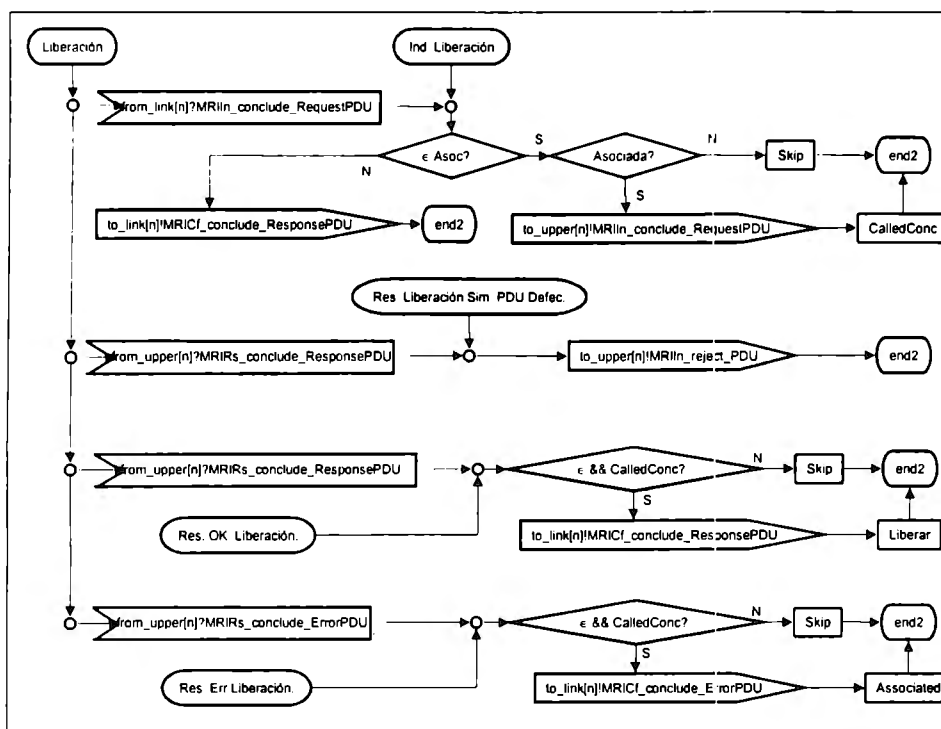 Liberación
Ind Liberación
from_link[n]?MRIIn_conclude_RequestPDU
ϵ Asoc?
S
Asociada?
N
Skip
end2
N
S
to_link[n]!MRICf_conclude_ResponsePDU
end2
to_upper[n]!MRIIn_conclude_RequestPDU
CalledConc
Res Liberación Sim PDU Defec.
from_upper[n]?MRIRs_conclude_ResponsePDU
to_upper[n]!MRIIn_reject_PDU
end2
from_upper[n]?MRIRs_conclude_ResponsePDU
ϵ && CalledConc?
N
Skip
end2
S
Res. OK Liberación.
to_link[n]!MRICf_conclude_ResponsePDU
Liberar
from_upper[n]?MRIRs_conclude_ErrorPDU
ϵ && CalledConc?
N
Skip
end2
S
Res Err Liberación.
to_link[n]!MRICf_conclude_ErrorPDU
Associated